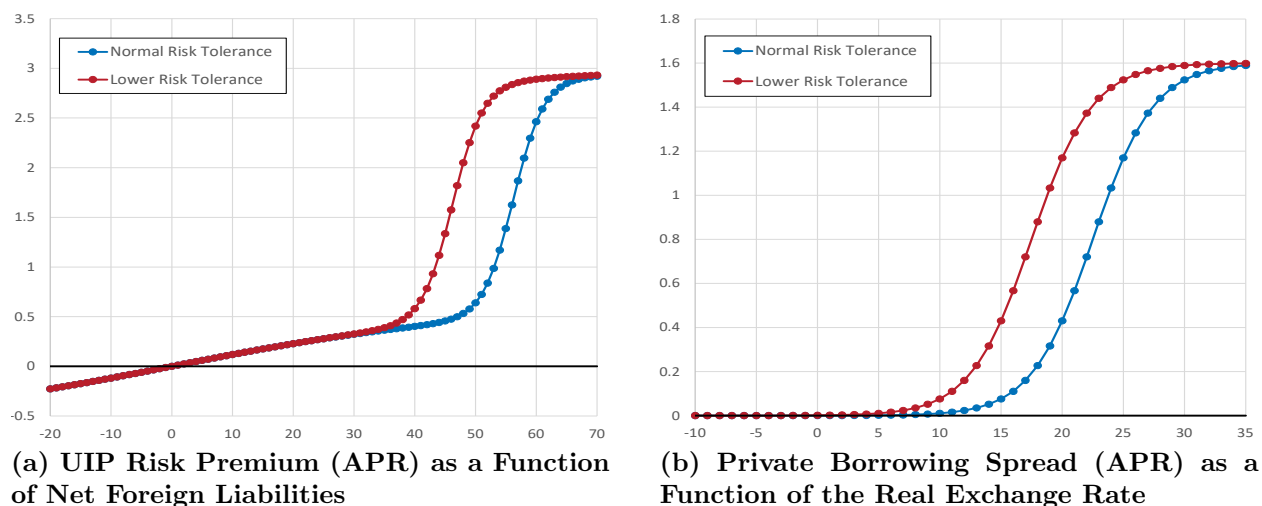 3.5
3
2.5
2
1.5
1
0.5
0
-0.5
-20 -10 0 10 20 30 40 50 60 70
Normal Risk Tolerance
Lower Risk Tolerance
(a) UIP Risk Premium (APR) as a Function
of Net Foreign Liabilities
1.8
1.6
1.4
1.2
1
0.8
0.6
0.4
0.2
0
-10 -5 0 5 10 15 20 25 30 35
Normal Risk Tolerance
Lower Risk Tolerance
(b) Private Borrowing Spread (APR) as a
Function of the Real Exchange Rate